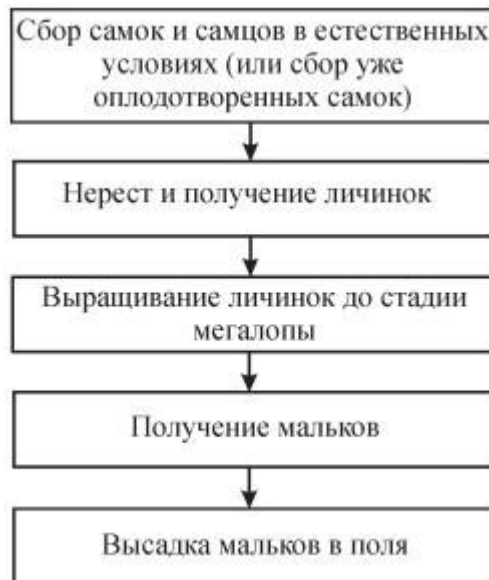 Сбор самок и самцов в естественных
условиях (или сбор уже
оплодотворенных самок)
Нерест и получение личинок
Выращивание личинок до стадии
мегалопы
Получение мальков
Высадка мальков в поля